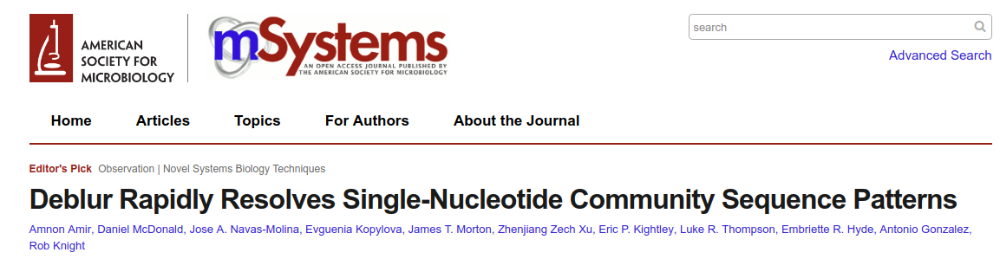 AMERICAN
SOCIETY FOR
MICROBIOLOGY
mSystems
AN OPEN ACCESS JOURNAL PUBLISHED BY
THE AMERICAN SOCIETY FOR MICROBIOLOGY
search
Advanced Search
Home Articles Topics For Authors About the Journal
Editor's Pick Observation | Novel Systems Biology Techniques
Deblur Rapidly Resolves Single-Nucleotide Community Sequence Patterns
Amnon Amir, Daniel McDonald, Jose A. Navas-Molina, Evguenia Kopylova, James T. Morton, Zhenjiang Zech Xu, Eric P. Kightley, Luke R. Thompson, Embriette R. Hyde, Antonio Gonzalez,
Rob Knight